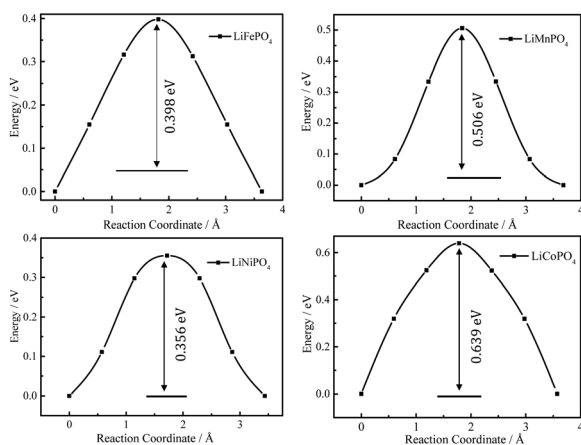 0.4
0.3
0.2
0.1
0.0
Energy / eV
LiFePO4
0.398 eV
0 1 2 3 4
Reaction Coordinate / Å
0.5
0.4
0.3
0.2
0.1
0.0
Energy / eV
LiMnPO4
0.506 eV
0 1 2 3 4
Reaction Coordinate / Å
0.4
0.3
0.2
0.1
0.0
Energy / eV
LiNiPO4
0.356 eV
0 1 2 3 4
Reaction Coordinate / Å
0.6
0.4
0.2
0.0
Energy / eV
LiCoPO4
0.639 eV
0 1 2 3 4
Reaction Coordinate / Å